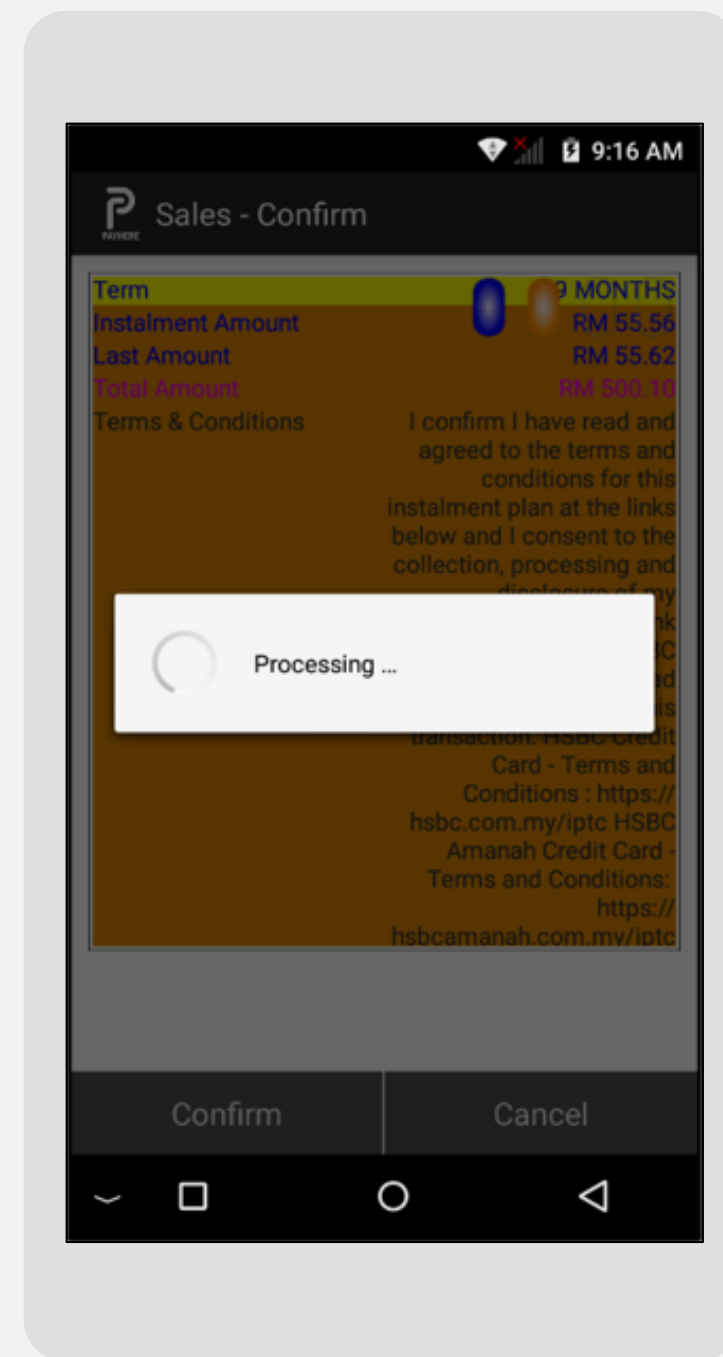 9:16 AM
PAYHERE
Sales - Confirm
Term 9 MONTHS
Instalment Amount RM 55.56
Last Amount RM 55.62
Total Amount RM 500.10
Terms & Conditions I confirm I have read and
agreed to the terms and
conditions for this
instalment plan at the links
below and I consent to the
collection, processing and
disclosure of my
Processing ...
transaction. HSBC Credit
Card - Terms and
Conditions : https://
hsbc.com.my/iptc HSBC
Amanah Credit Card -
Terms and Conditions:
https://
hsbcamanah.com.my/iptc
Confirm Cancel